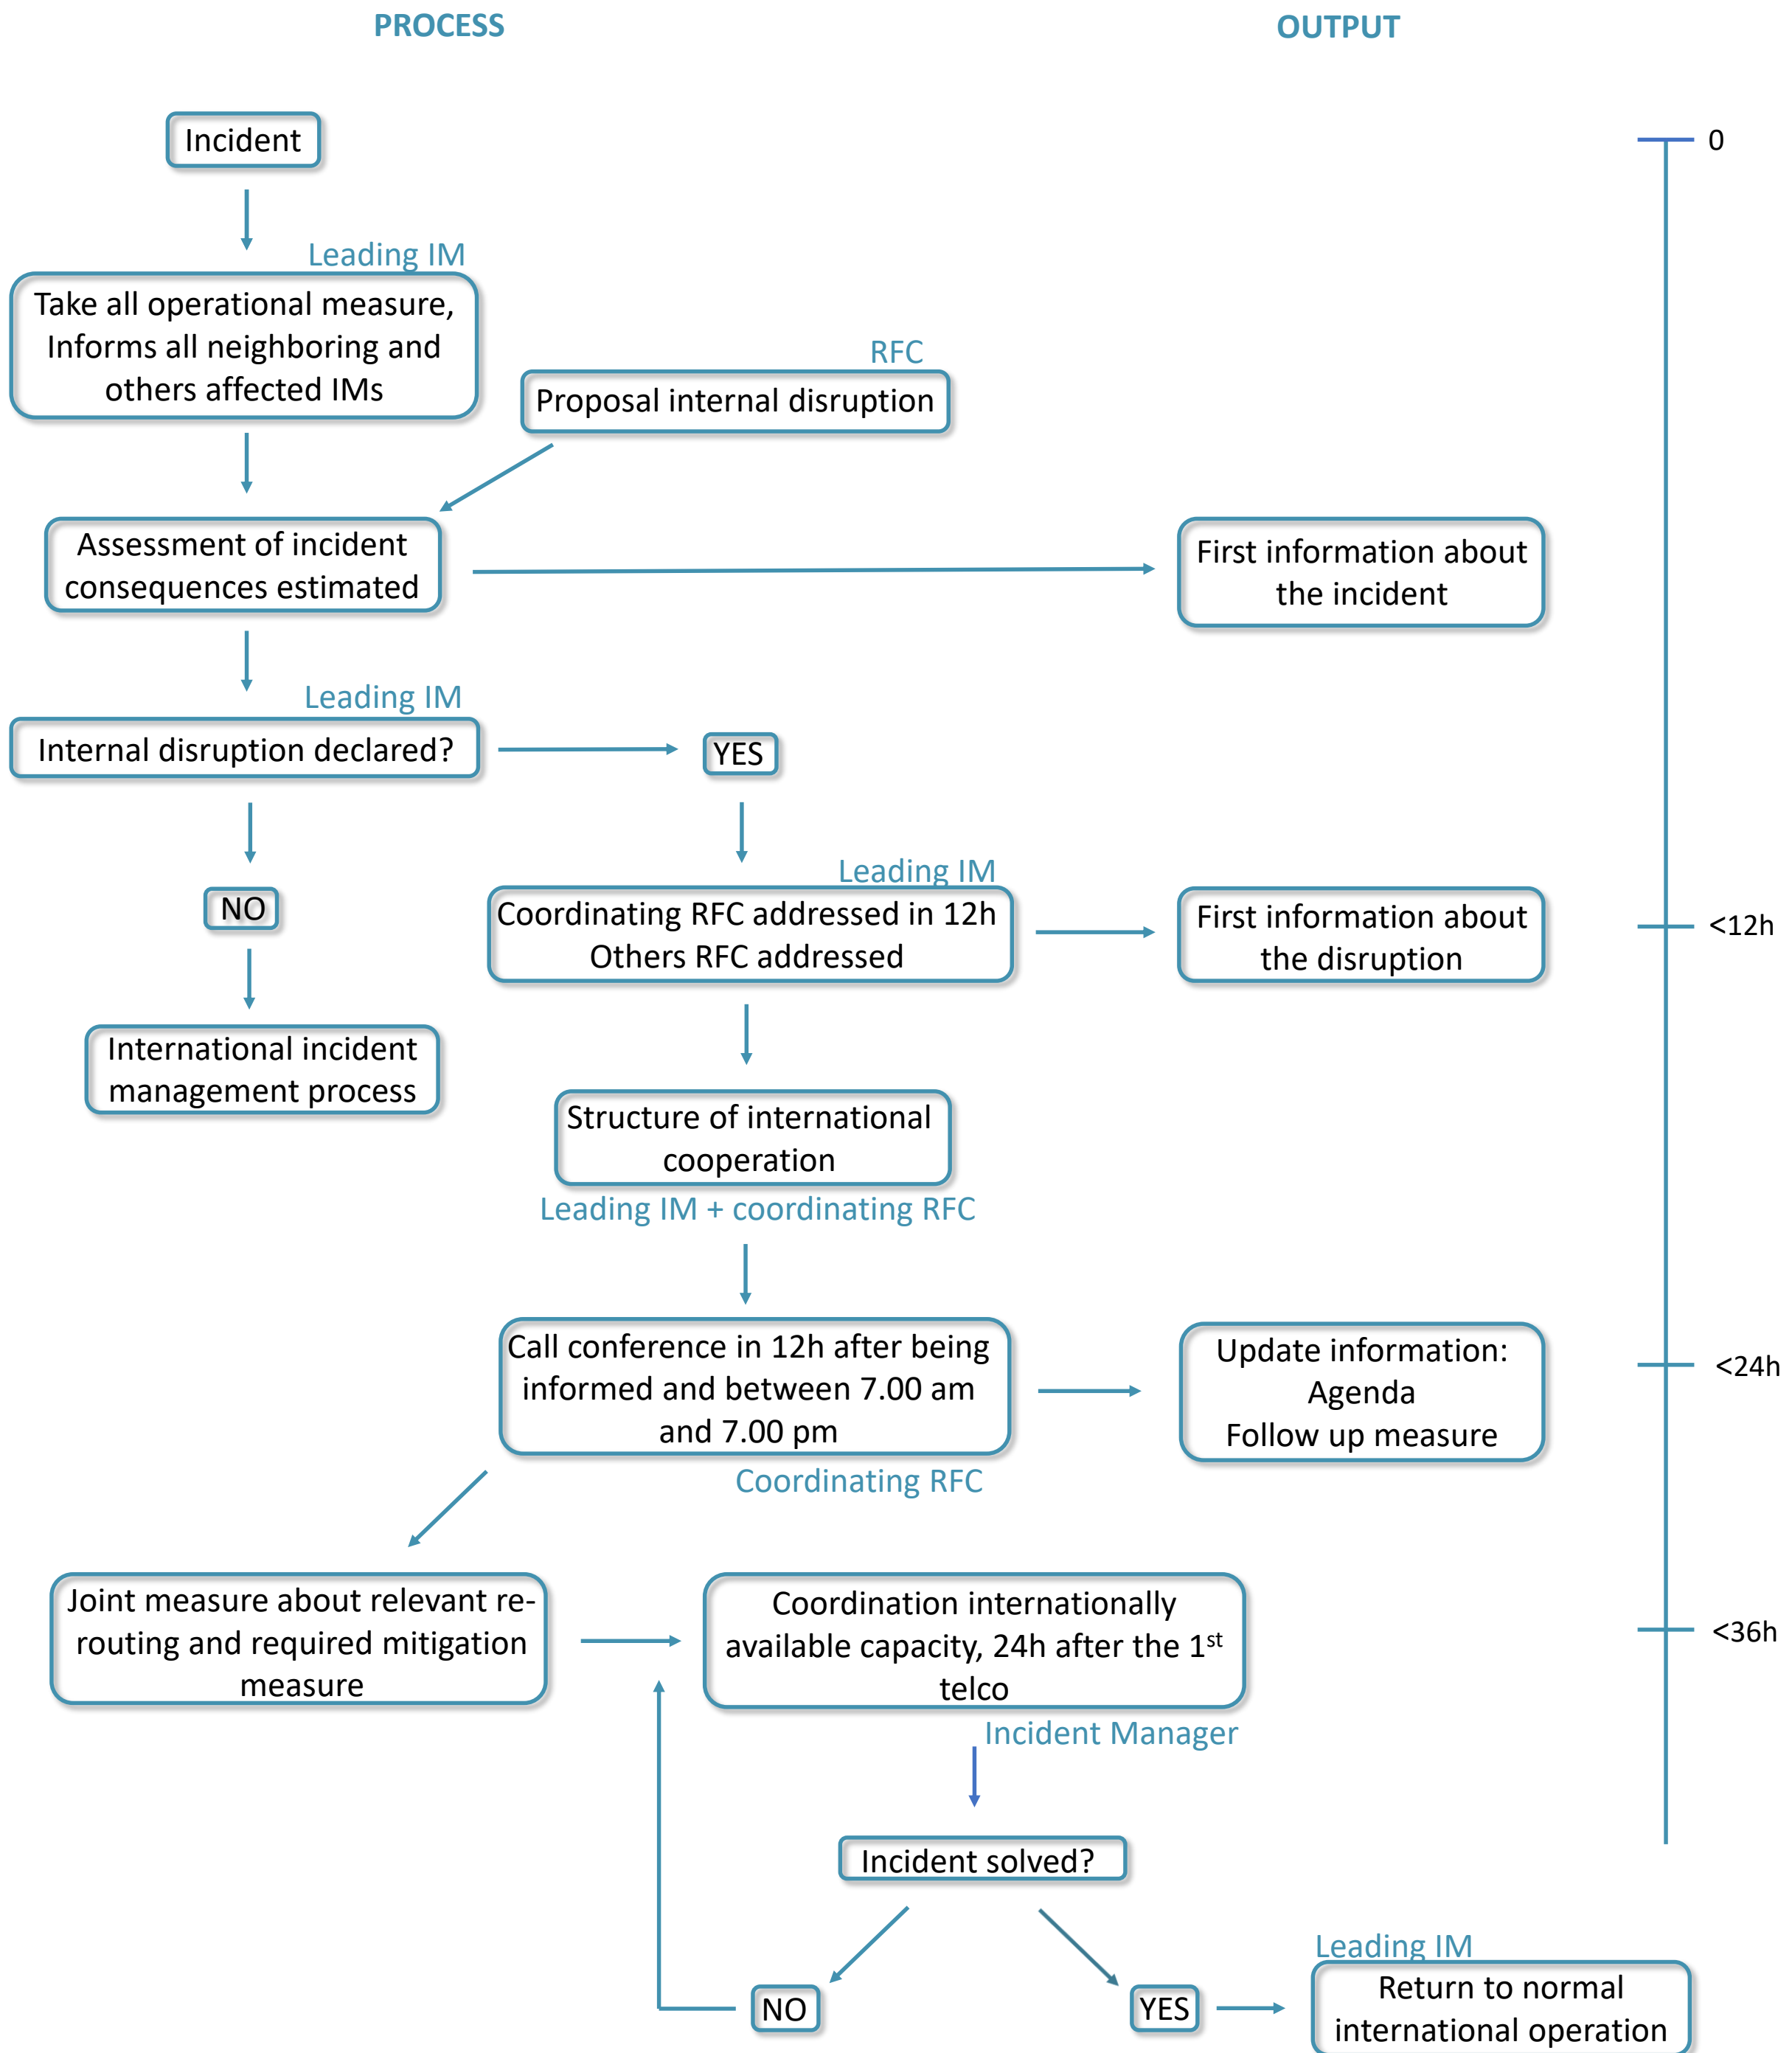 PROCESS
OUTPUT
Incident
0
Leading IM
Take all operational measure,
Informs all neighboring and
others affected IMs
RFC
Proposal internal disruption
Assessment of incident
consequences estimated
First information about
the incident
Leading IM
Internal disruption declared?
YES
NO
Leading IM
Coordinating RFC addressed in 12h
Others RFC addressed
First information about
the disruption
<12h
International incident
management process
Structure of international
cooperation
Leading IM + coordinating RFC
Call conference in 12h after being
informed and between 7.00 am
and 7.00 pm
Coordinating RFC
Update information:
Agenda
Follow up measure
<24h
Joint measure about relevant re-
routing and required mitigation
measure
Coordination internationally
available capacity, 24h after the 1st
telco
Incident Manager
<36h
Incident solved?
NO
YES
Leading IM
Return to normal
international operation